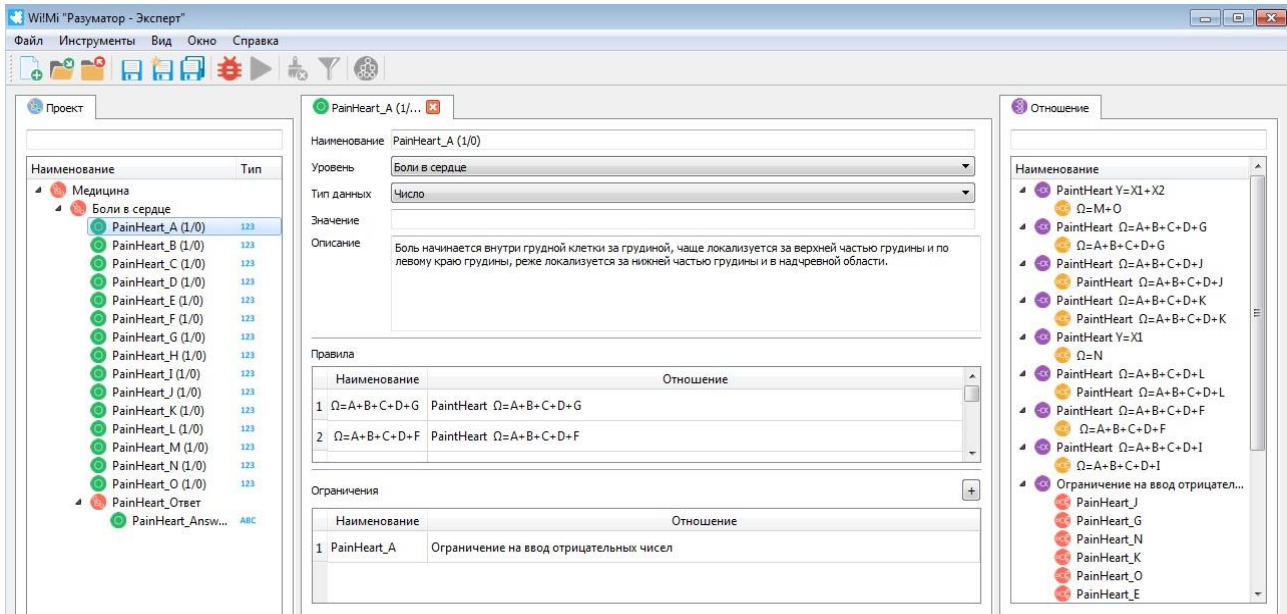 Wi!Mi "Разуматор - Эксперт"
Файл Инструменты Вид Окно Справка
Проект
Наименование Тип
Медицина
Боли в сердце
PainHeart_A (1/0) 123
PainHeart_B (1/0) 123
PainHeart_C (1/0) 123
PainHeart_D (1/0) 123
PainHeart_E (1/0) 123
PainHeart_F (1/0) 123
PainHeart_G (1/0) 123
PainHeart_H (1/0) 123
PainHeart_I (1/0) 123
PainHeart_J (1/0) 123
PainHeart_K (1/0) 123
PainHeart_L (1/0) 123
PainHeart_M (1/0) 123
PainHeart_N (1/0) 123
PainHeart_O (1/0) 123
PainHeart_Ответ
PainHeart_Answ... ABC
PainHeart_A (1/...
Наименование PainHeart_A (1/0)
Уровень Боли в сердце
Тип данных Число
Значение
Описание
Боль начинается внутри грудной клетки за грудиной, чаще локализуется за верхней частью грудины и по
левому краю грудины, реже локализуется за нижней частью грудины и в надчревной области.
Правила
Наименование Отношение
1 Ω=A+B+C+D+G PaintHeart Ω=A+B+C+D+G
2 Ω=A+B+C+D+F PaintHeart Ω=A+B+C+D+F
Ограничения +
Наименование Отношение
1 PainHeart_A Ограничение на ввод отрицательных чисел
Отношение
Наименование
PaintHeart Y=X1+X2
Ω=M+O
PaintHeart Ω=A+B+C+D+G
Ω=A+B+C+D+G
PaintHeart Ω=A+B+C+D+J
PaintHeart Ω=A+B+C+D+J
PaintHeart Ω=A+B+C+D+K
PaintHeart Ω=A+B+C+D+K
PaintHeart Y=X1
Ω=N
PaintHeart Ω=A+B+C+D+L
PaintHeart Ω=A+B+C+D+L
PaintHeart Ω=A+B+C+D+F
Ω=A+B+C+D+F
PaintHeart Ω=A+B+C+D+I
Ω=A+B+C+D+I
Ограничение на ввод отрицател...
PainHeart_J
PainHeart_G
PainHeart_N
PainHeart_K
PainHeart_O
PainHeart_E